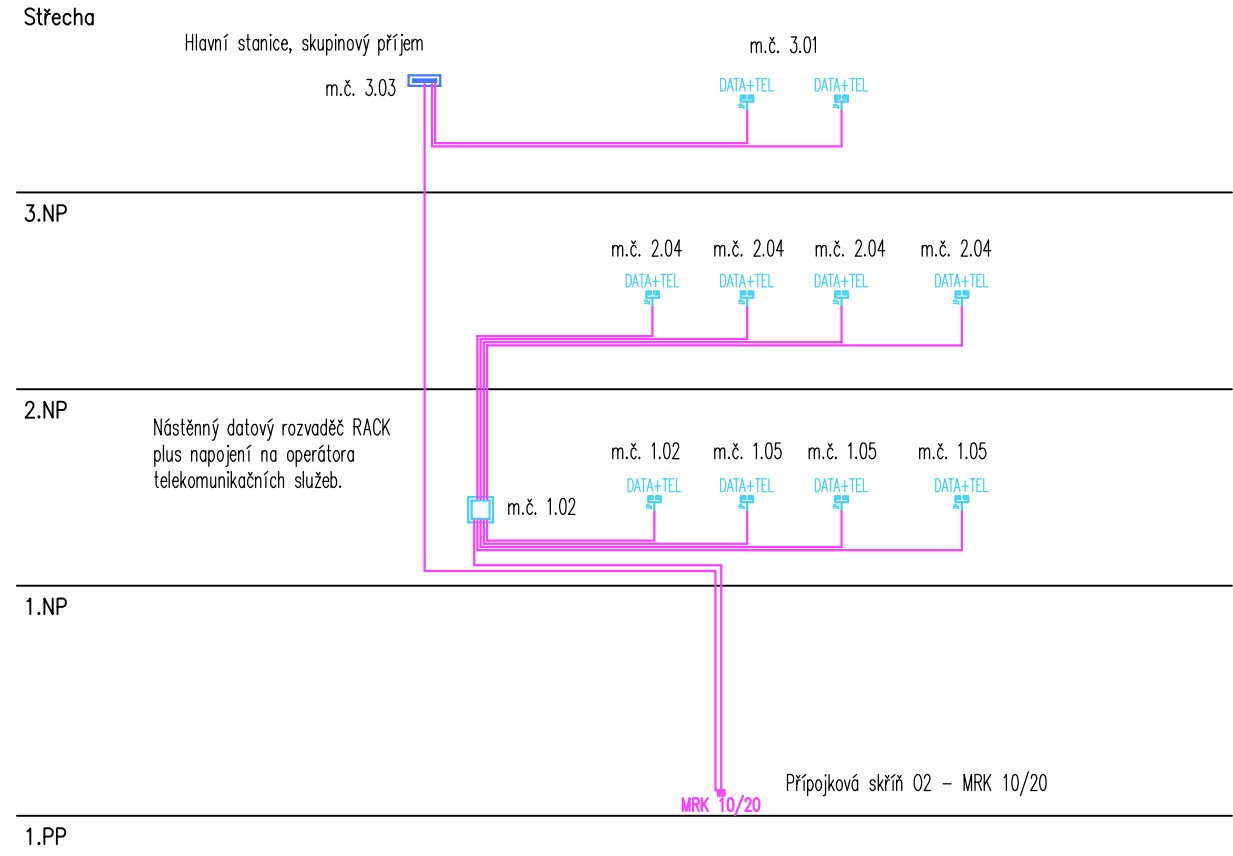 Střecha
Hlavní stanice, skupinový příjem
m.č. 3.01
m.č. 3.03
DATA+TEL DATA+TEL
3.NP
m.č. 2.04 m.č. 2.04 m.č. 2.04 m.č. 2.04
DATA+TEL DATA+TEL DATA+TEL DATA+TEL
2.NP
Nástěnný datový rozvaděč RACK
plus napojení na operátora
telekomunikačních služeb.
m.č. 1.02 m.č. 1.05 m.č. 1.05 m.č. 1.05
DATA+TEL DATA+TEL DATA+TEL DATA+TEL
m.č. 1.02
1.NP
Přípojková skříň O2 – MRK 10/20
MRK 10/20
1.PP